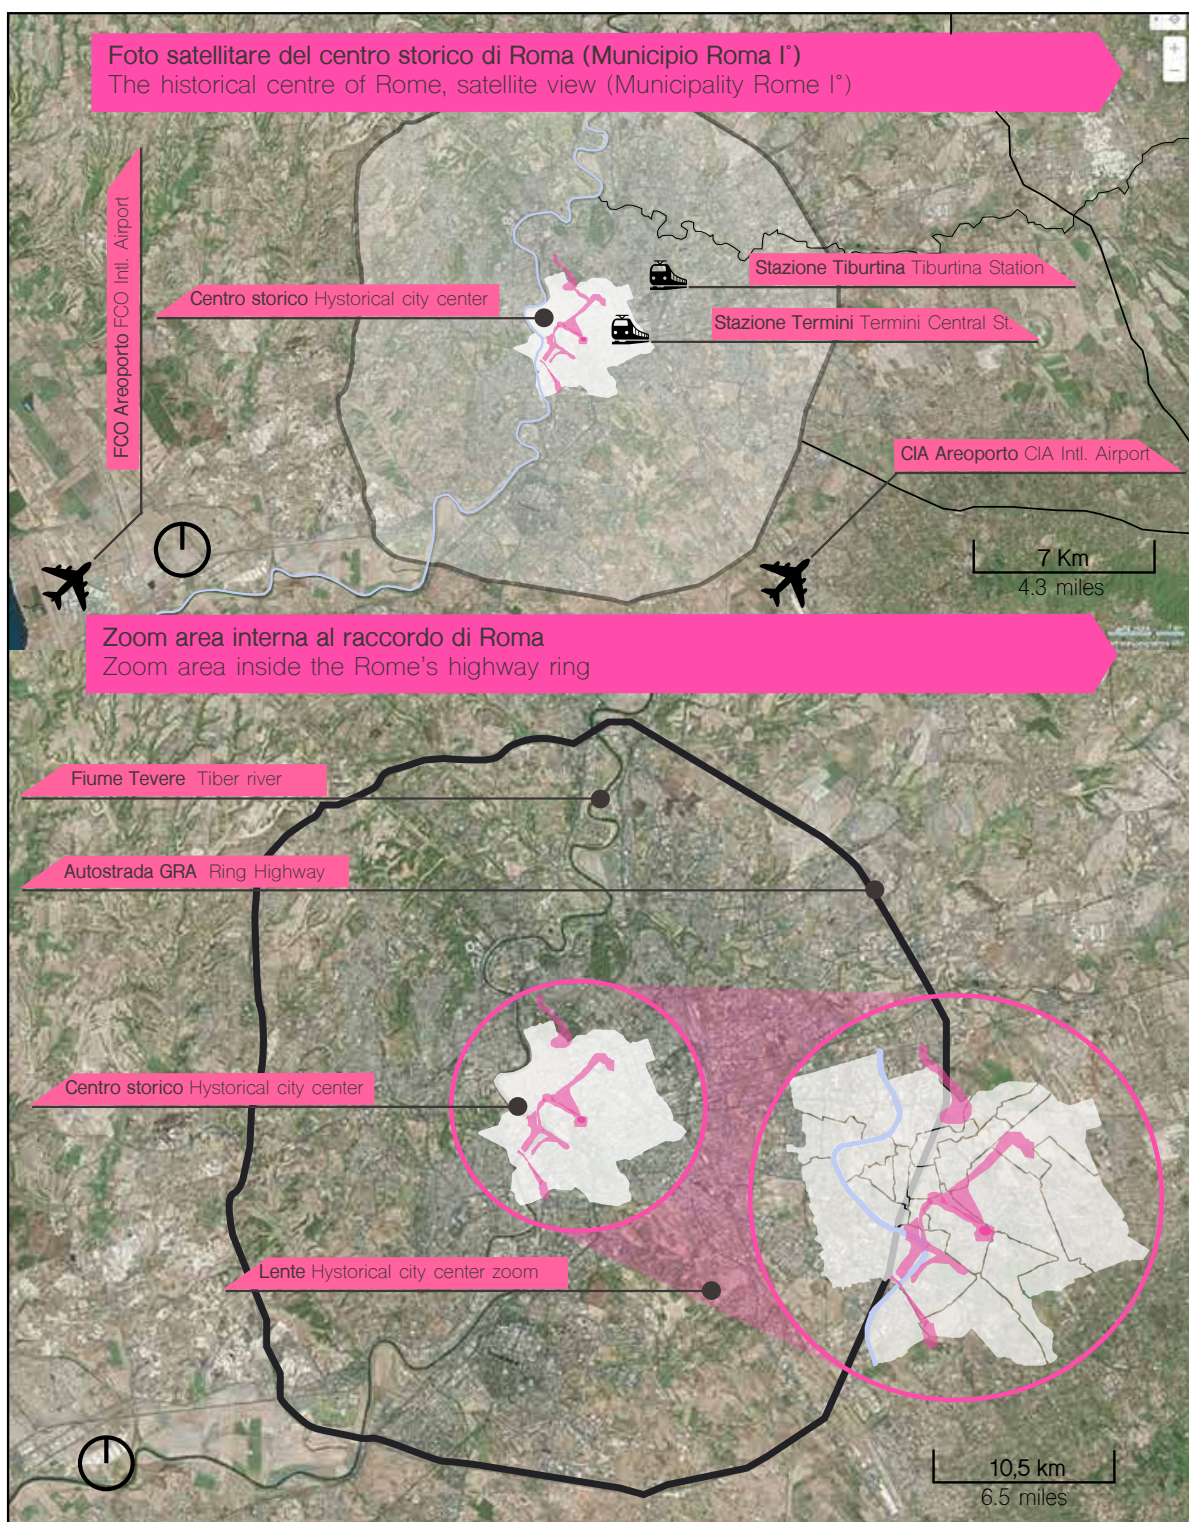 Foto satellitare del centro storico di Roma (Municipio Roma I°)
The historical centre of Rome, satellite view (Municipality Rome I°)
FCO Areoporto FCO Intl. Airport
Stazione Tiburtina Tiburtina Station
Centro storico Hystorical city center
Stazione Termini Termini Central St.
CIA Areoporto CIA Intl. Airport
7 Km
4.3 miles
Zoom area interna al raccordo di Roma
Zoom area inside the Rome's highway ring
Fiume Tevere Tiber river
Autostrada GRA Ring Highway
Centro storico Hystorical city center
Lente Hystorical city center zoom
10,5 km
6.5 miles